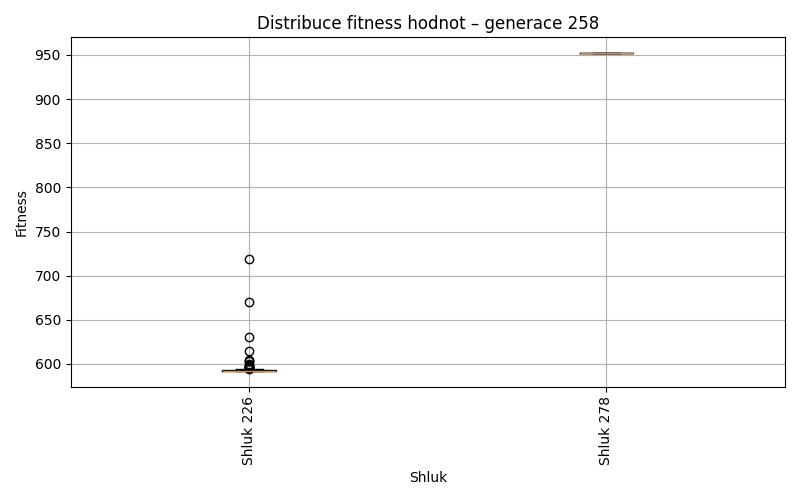 Distribuce fitness hodnot – generace 258
Fitness
950
900
850
800
750
700
650
600
Shluk 226
Shluk 278
Shluk